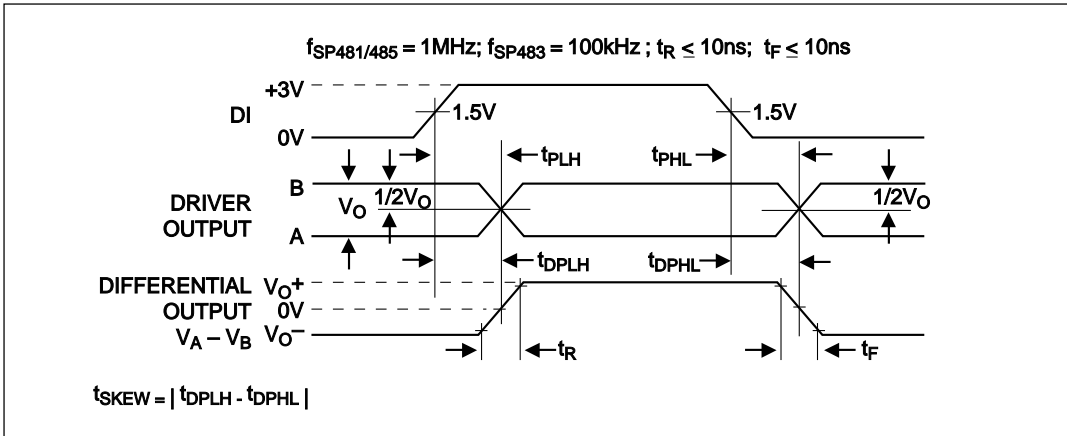 fSP481/485 = 1MHz; fSP483 = 100kHz ; tR ≤ 10ns; tF ≤ 10ns
+3V
DI
1.5V
1.5V
0V
tPLH
tPHL
B
DRIVER
OUTPUT
VO
1/2VO
1/2VO
A
tDPLH
tDPHL
DIFFERENTIAL
OUTPUT
VA – VB
VO+
0V
VO–
tR
tF
tSKEW = | tDPLH - tDPHL |